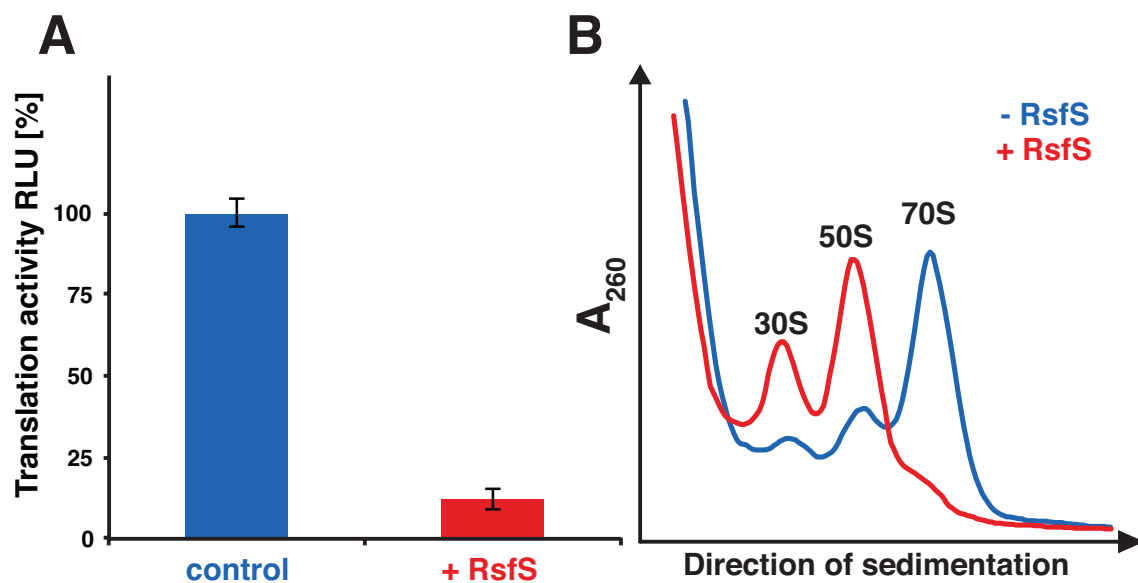 A
Translation activity RLU [%]
100
75
50
25
0
control
+ RsfS
B
- RsfS
+ RsfS
70S
50S
30S
A260
Direction of sedimentation